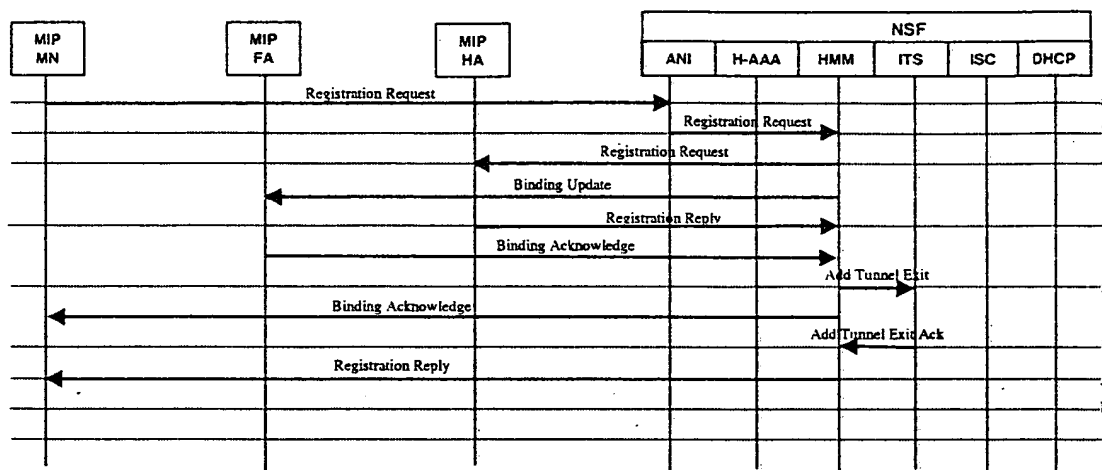 NSF
MIP MN
MIP FA
MIP HA
ANI H-AAA HMM ITS ISC DHCP
Registration Request
Registration Request
Registration Request
Binding Update
Registration Reply
Binding Acknowledge
Add Tunnel Exit
Binding Acknowledge
Add Tunnel Exit Ack
Registration Reply